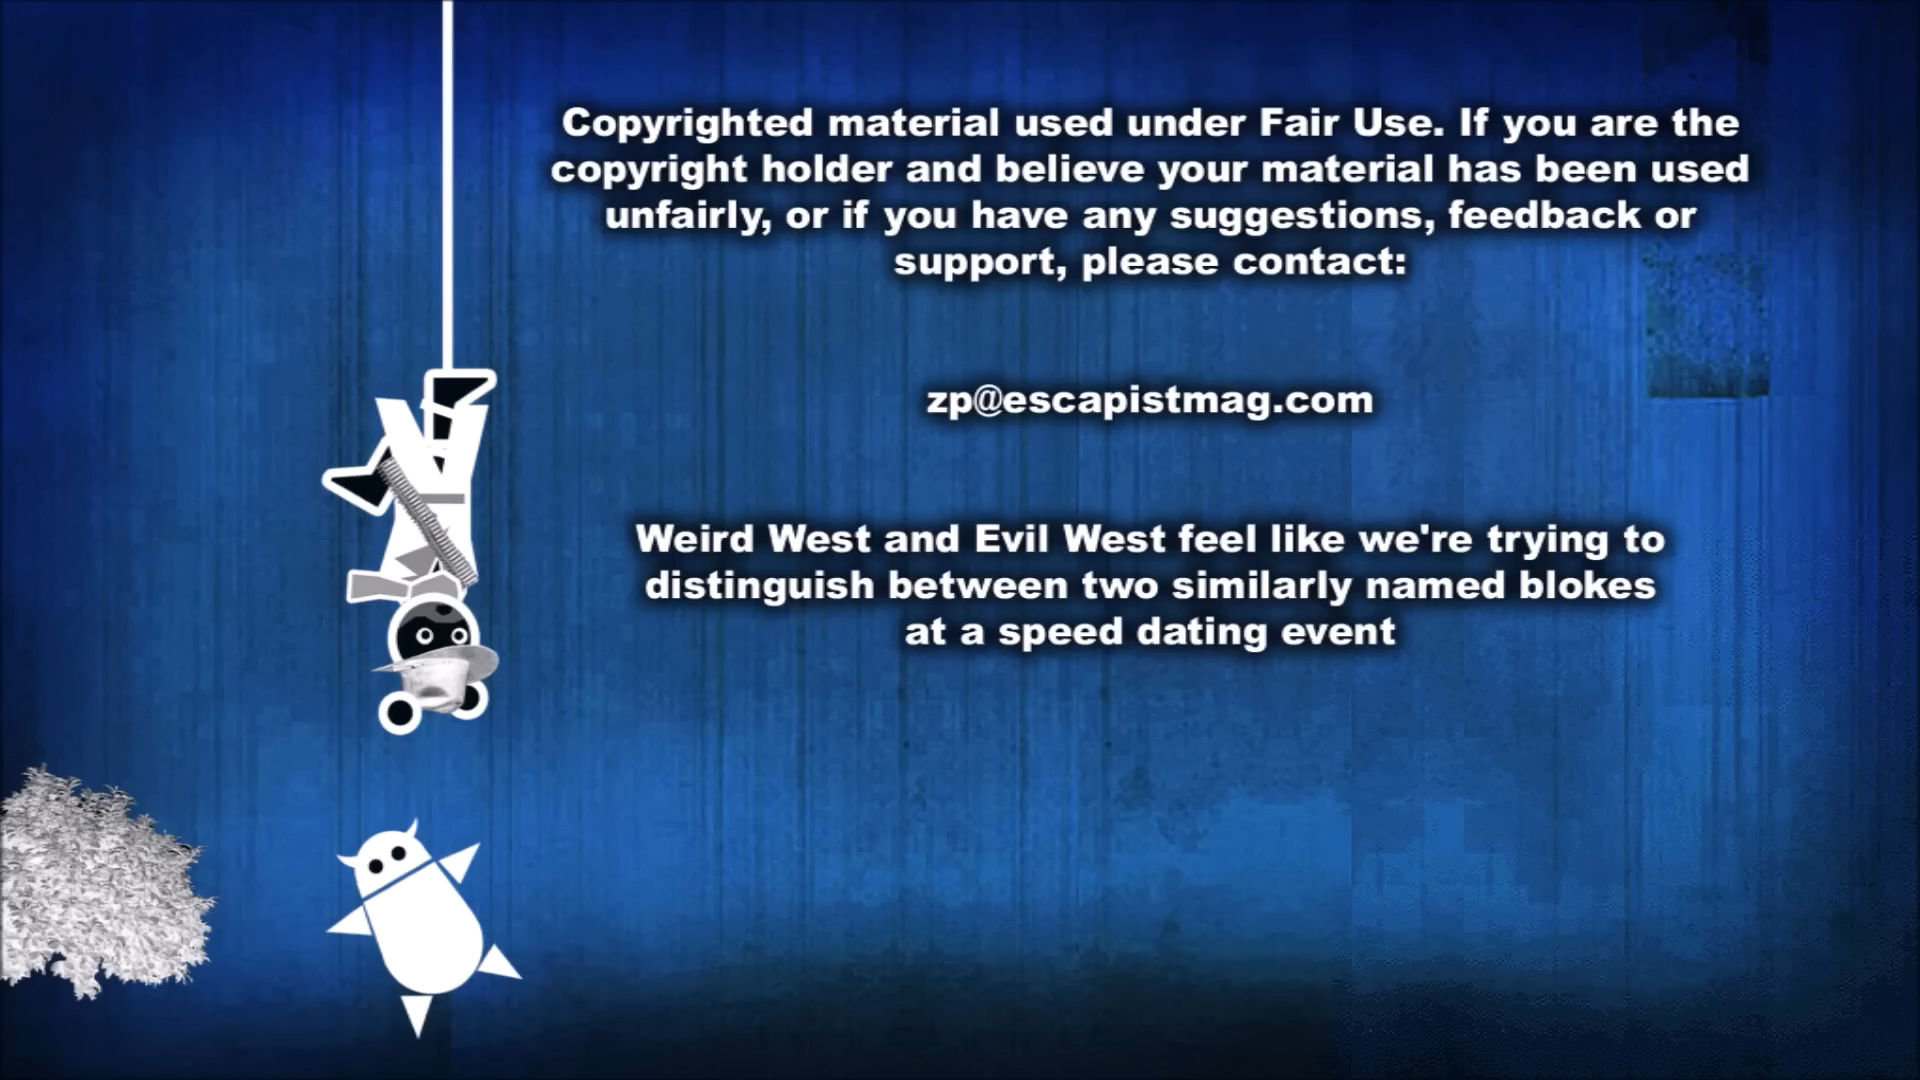 Copyrighted material used under Fair Use. If you are the
copyright holder and believe your material has been used
unfairly, or if you have any suggestions, feedback or
support, please contact:
zp@escapistmag.com
Weird West and Evil West feel like we're trying to
distinguish between two similarly named blokes
at a speed dating event